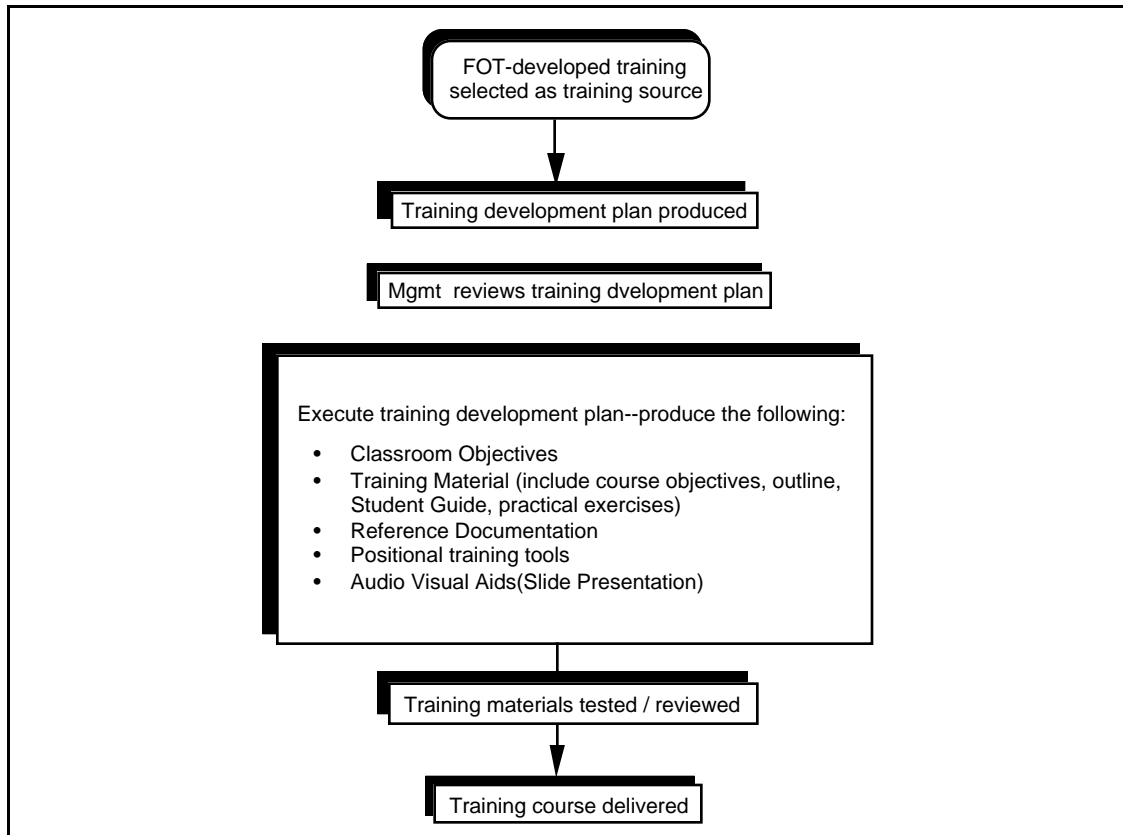 FOT-developed training
selected as training source
Training development plan produced
Mgmt  reviews training dvelopment plan
Execute training development plan--produce the following:
• Classroom Objectives
• Training Material (include course objectives, outline,
Student Guide, practical exercises)
• Reference Documentation
• Positional training tools
• Audio Visual Aids(Slide Presentation)
Training materials tested / reviewed
Training course delivered